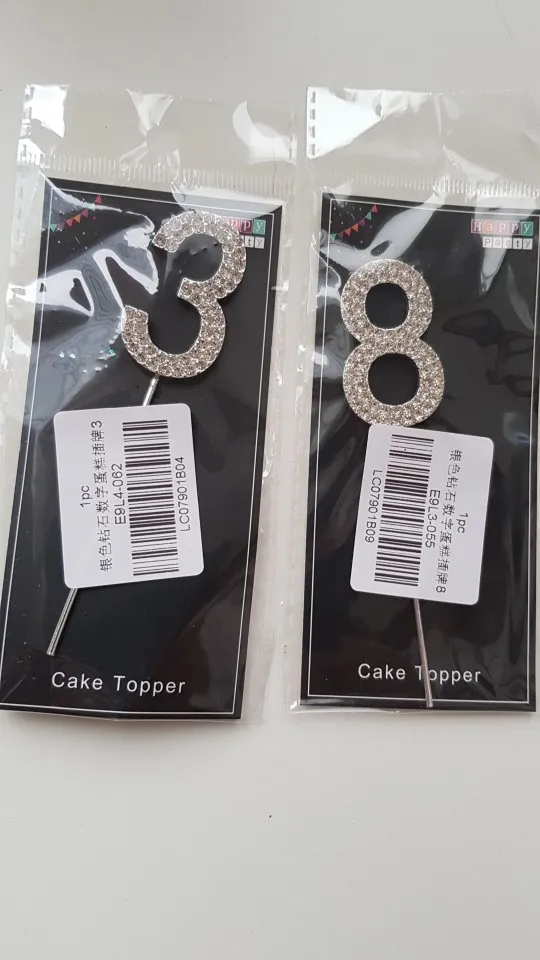 3
Happy
Party
1pc
银色钻石数字蛋糕插牌3
E9L4-062
LC07901B04
Cake Topper
8
Happy
Party
1pc
银色钻石数字蛋糕插牌8
E9L3-055
LC07901B09
Cake Topper